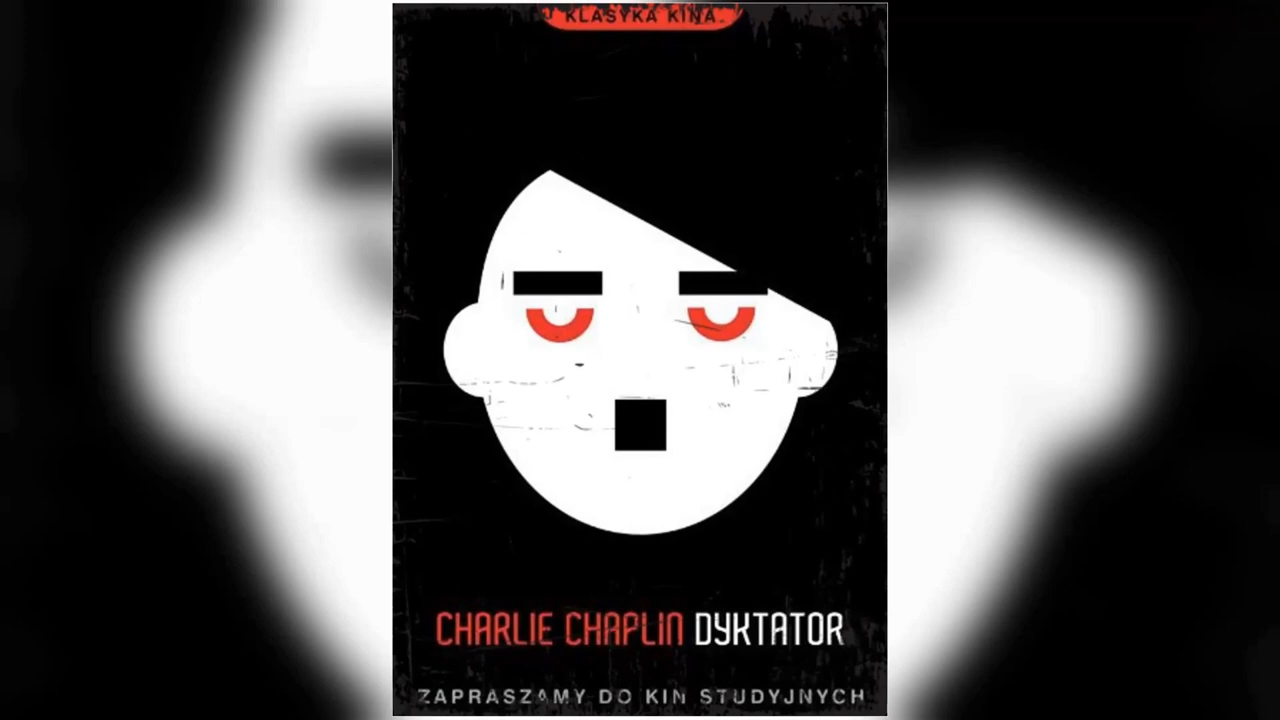 KLASYKA KINA
CHARLIE CHAPLIN DYKTATOR
ZAPRASZAMY DO KIN STUDYJNYCH